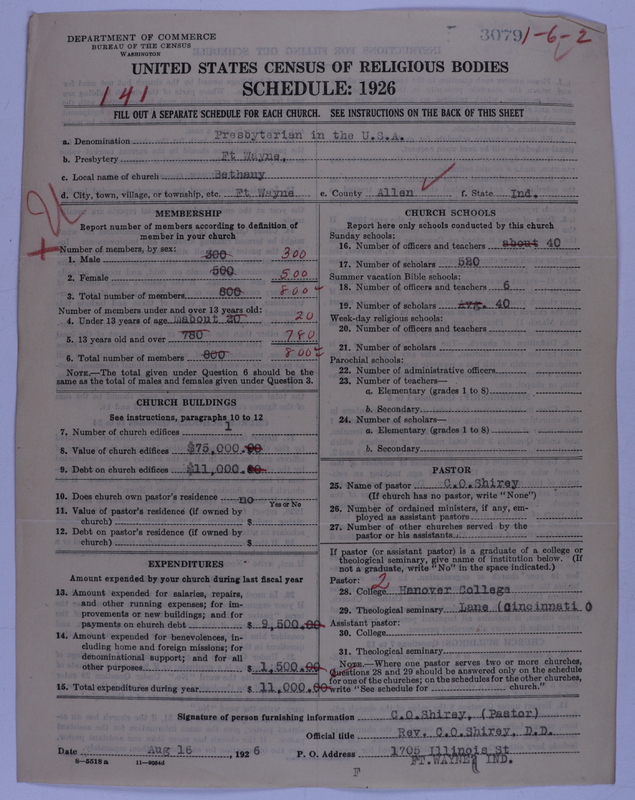 DEPARTMENT OF COMMERCE
BUREAU OF THE CENSUS
WASHINGTON
30791-6-2
UNITED STATES CENSUS OF RELIGIOUS BODIES
SCHEDULE: 1926
141
FILL OUT A SEPARATE SCHEDULE FOR EACH CHURCH. SEE INSTRUCTIONS ON THE BACK OF THIS SHEET
a. Denomination Presbyterian in the U.S.A.
b. Presbytery Ft Wayne,
c. Local name of church Bethany
d. City, town, village, or township, etc. Ft Wayne e. County Allen f. State Ind.
MEMBERSHIP
Report number of members according to definition of
member in your church
Number of members, by sex:
1. Male 300 300
2. Female 500 500
3. Total number of members 800 800
Number of members under and over 13 years old:
4. Under 13 years of age about 20 20
5. 13 years old and over 780 780
6. Total number of members 800 800
NOTE.—The total given under Question 6 should be
same as the total of males and females given under Question 3.
CHURCH BUILDINGS
See instructions, paragraphs 10 to 12
7. Number of church edifices 1
8. Value of church edifices $75,000.00
9. Debt on church edifices $11,000.00
10. Does church own pastor's residence no
Yes or No
11. Value of pastor's residence (if owned by
church) $
12. Debt on pastor's residence (if owned by
church) $
EXPENDITURES
Amount expended by your church during last fiscal year
13. Amount expended for salaries, repairs,
and other running expenses; for im-
provements or new buildings; and for
payments on church debt $ 9,500.00
14. Amount expended for benevolences, in-
cluding home and foreign missions; for
denominational support; and for all
other purposes $ 1,500.00
15. Total expenditures during year $ 11,000.00
CHURCH SCHOOLS
Report here only schools conducted by this church
Sunday schools:
16. Number of officers and teachers about 40
17. Number of scholars 520
Summer vacation Bible schools:
18. Number of officers and teachers 6
19. Number of scholars Avg. 40
Week-day religious schools:
20. Number of officers and teachers
21. Number of scholars
Parochial schools:
22. Number of administrative officers
23. Number of teachers—
a. Elementary (grades 1 to 8)
b. Secondary
24. Number of scholars—
a. Elementary (grades 1 to 8)
b. Secondary
PASTOR
25. Name of pastor C.O.Shirey
(If church has no pastor, write "None")
26. Number of ordained ministers, if any, em-
ployed as assistant pastors
27. Number of other churches served by the
pastor or his assistants
If pastor (or assistant pastor) is a graduate of a college or
theological seminary, give name of institution below. (If
not a graduate, write "No" in the space indicated.)
Pastor: 2
28. College Hanover College
29. Theological seminary Lane (Cincinnati O
Assistant pastor:
30. College
31. Theological seminary
NOTE.—Where one pastor serves two or more churches,
Questions 28 and 29 should be answered only on the schedule
for one of the churches; on the schedules for the other churches,
write "See schedule for church."
Signature of person furnishing information C.O.Shirey, (Pastor)
Official title Rev. C.O.Shirey, D.D.
Date Aug 16 1926 P. O. Address 1705 Illinois St
FT.WAYNE IND.
8—5518 a
F